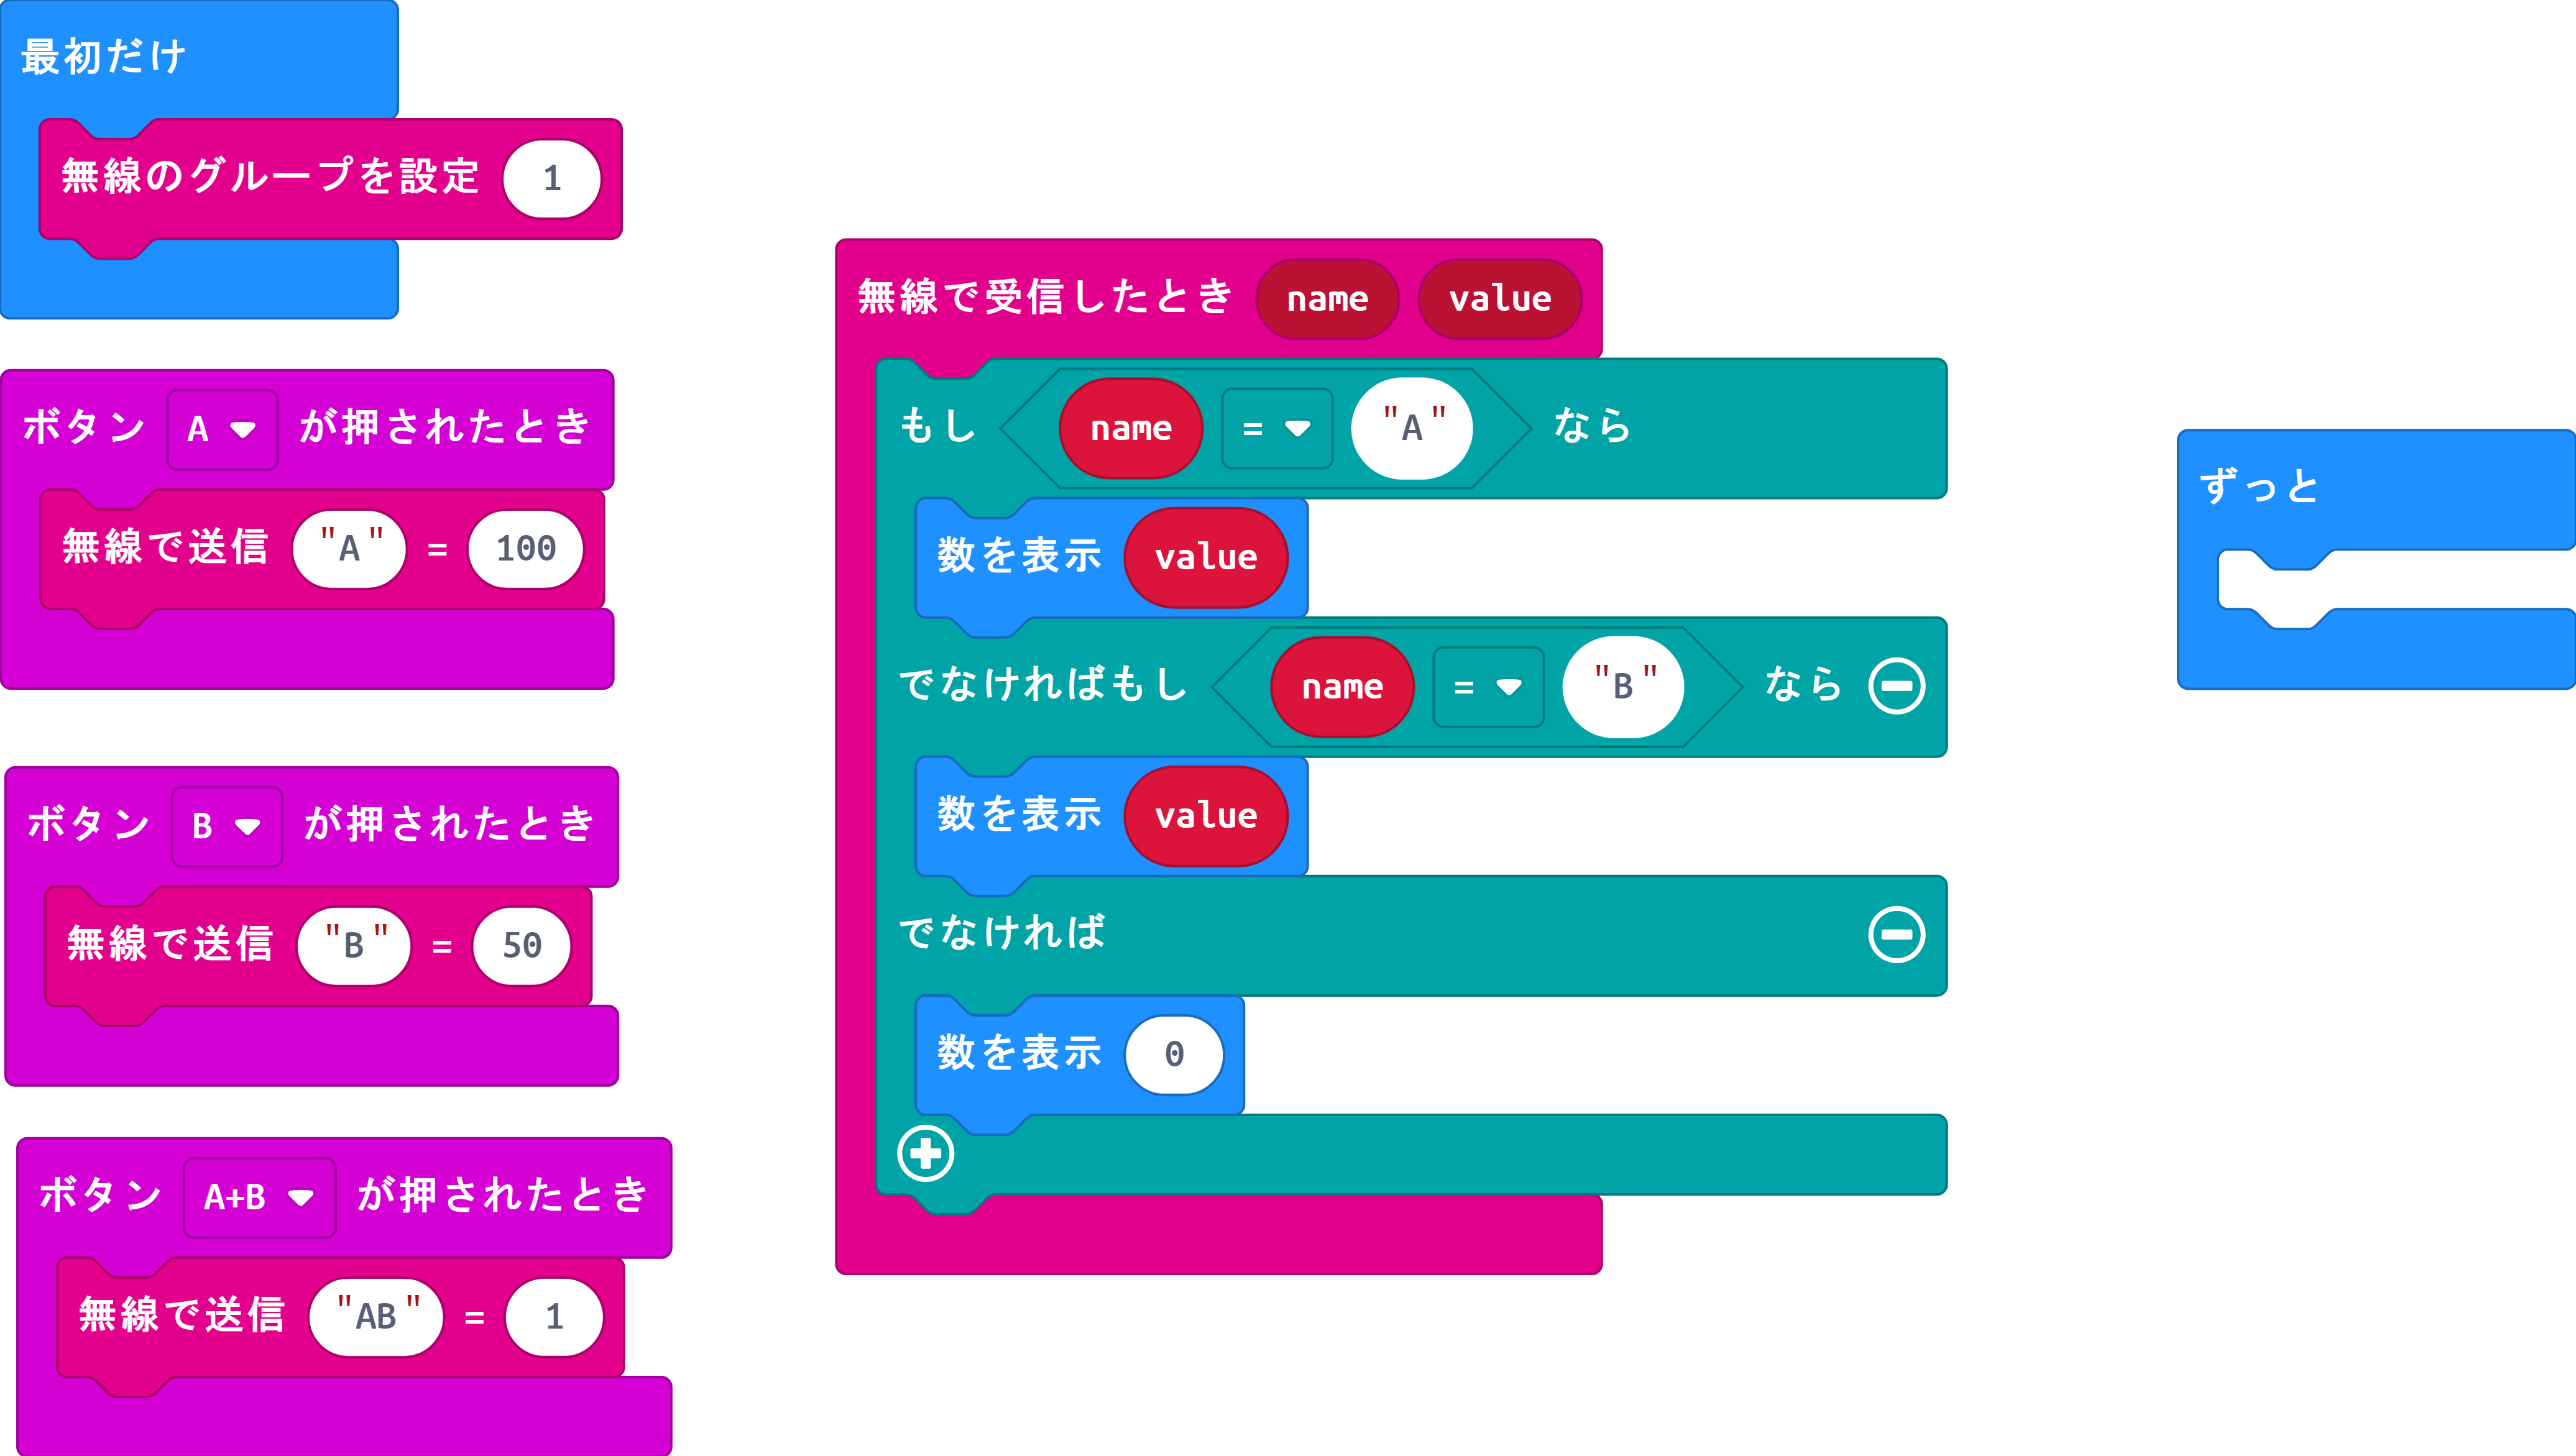 最初だけ
無線のグループを設定 1
ボタン A が押されたとき
無線で送信 "A" = 100
ボタン B が押されたとき
無線で送信 "B" = 50
ボタン A+B が押されたとき
無線で送信 "AB" = 1
無線で受信したとき name value
もし name = "A" なら
数を表示 value
でなければもし name = "B" なら
数を表示 value
でなければ
数を表示 0
ずっと